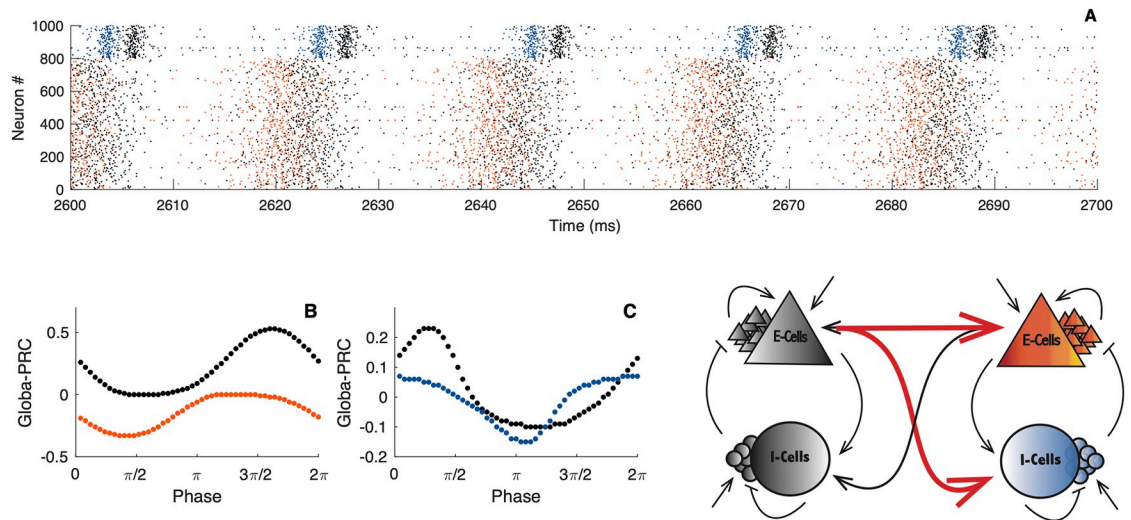 A
1000
800
600
400
200
0
Neuron #
2600 2610 2620 2630 2640 2650 2660 2670 2680 2690 2700
Time (ms)
B
0.5
0
-0.5
Globa-PRC
0 π/2 π 3π/2 2π
Phase
C
0.2
0.1
0
-0.1
-0.2
Globa-PRC
0 π/2 π 3π/2 2π
Phase
E-Cells
E-Cells
I-Cells
I-Cells